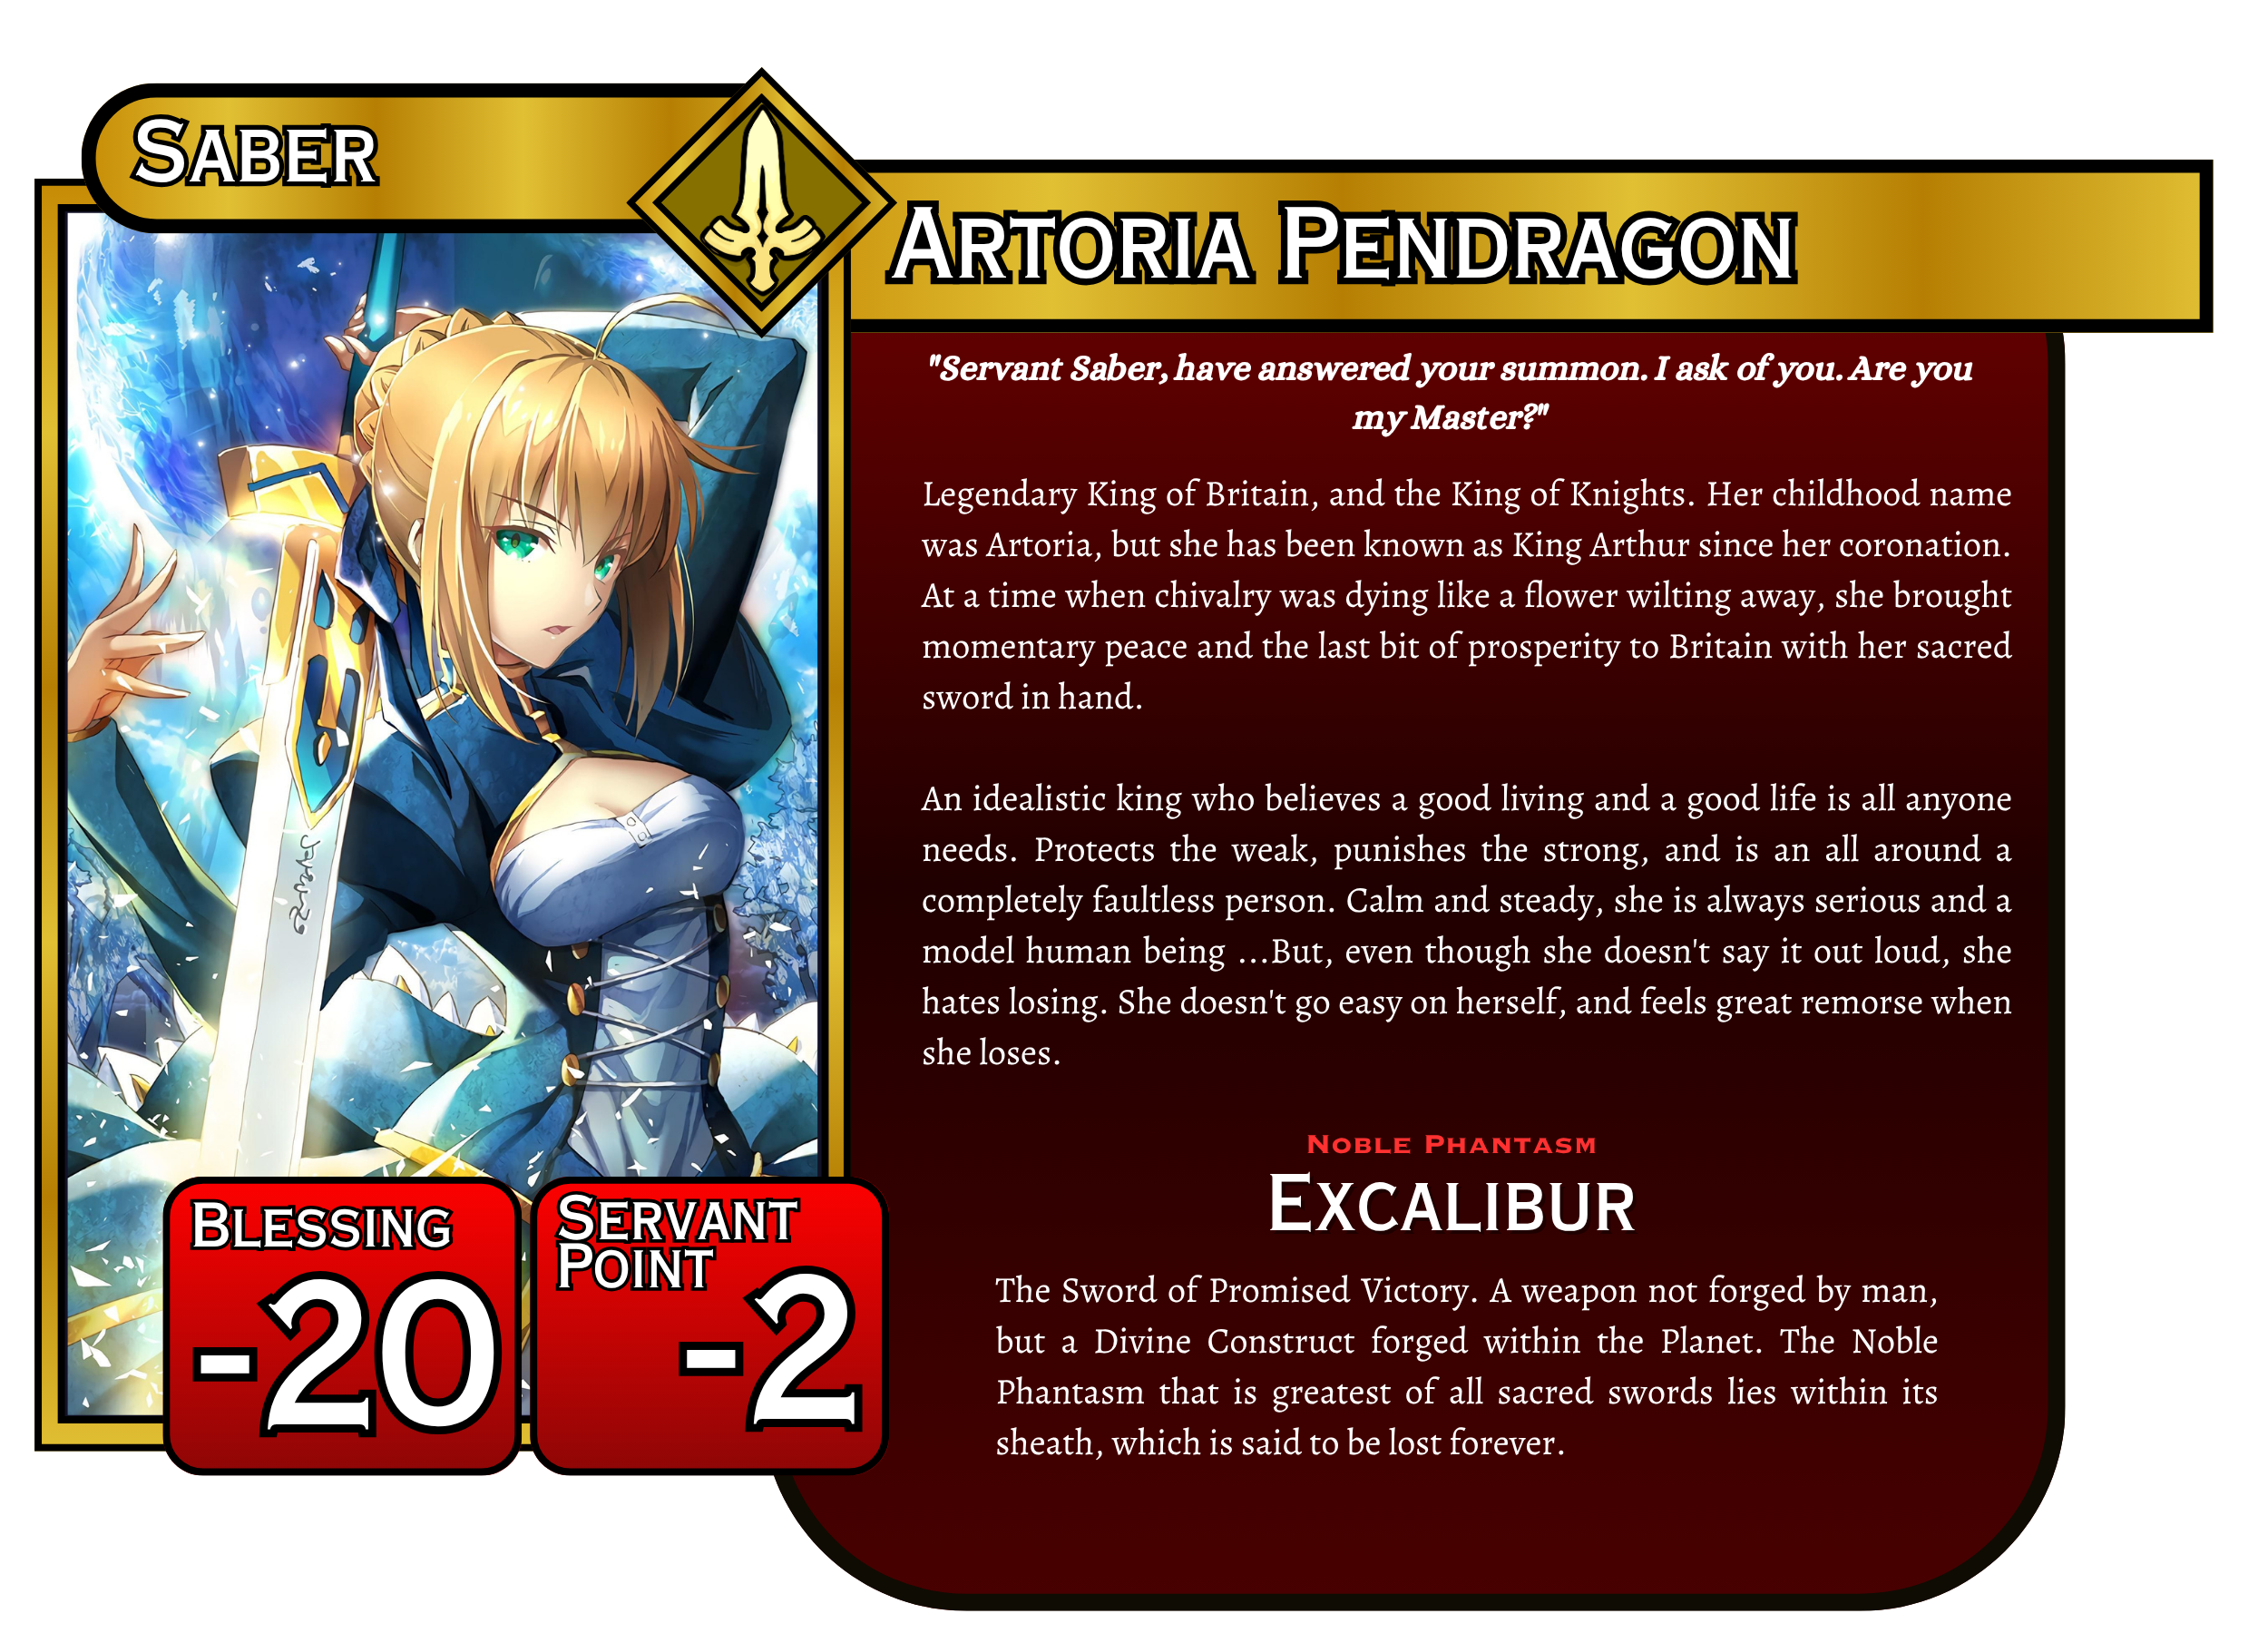 SABER
ARTORIA PENDRAGON
"Servant Saber, have answered your summon. I ask of you. Are you
my Master?"
Legendary King of Britain, and the King of Knights. Her childhood name
was Artoria, but she has been known as King Arthur since her coronation.
At a time when chivalry was dying like a flower wilting away, she brought
momentary peace and the last bit of prosperity to Britain with her sacred
sword in hand.
An idealistic king who believes a good living and a good life is all anyone
needs. Protects the weak, punishes the strong, and is an all around a
completely faultless person. Calm and steady, she is always serious and a
model human being ...But, even though she doesn't say it out loud, she
hates losing. She doesn't go easy on herself, and feels great remorse when
she loses.
NOBLE PHANTASM
EXCALIBUR
The Sword of Promised Victory. A weapon not forged by man,
but a Divine Construct forged within the Planet. The Noble
Phantasm that is greatest of all sacred swords lies within its
sheath, which is said to be lost forever.
BLESSING
-20
SERVANT
POINT
-2